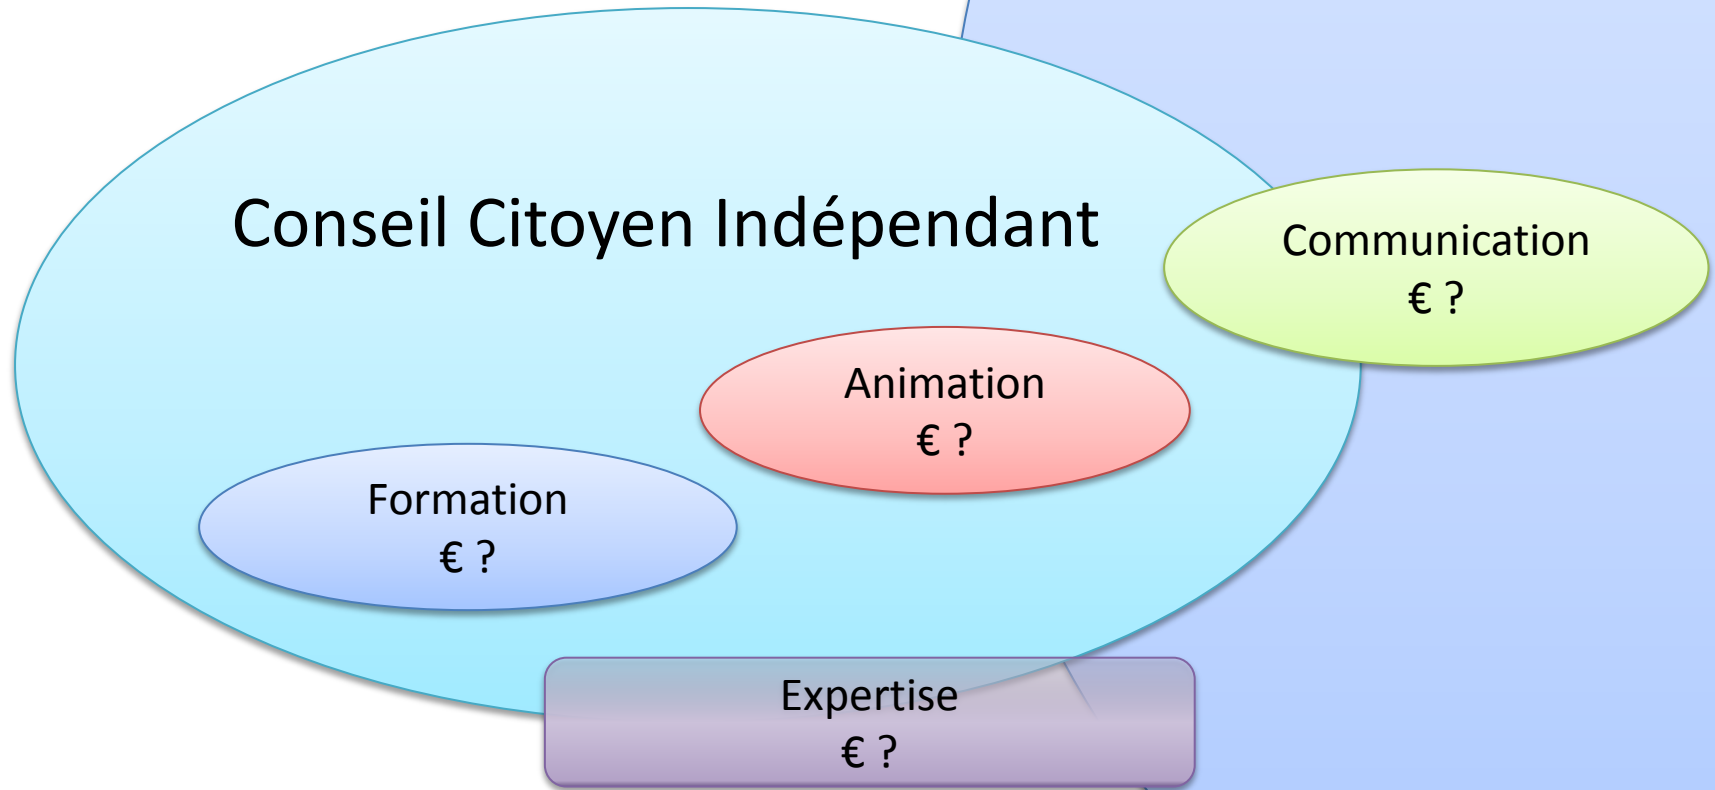 Conseil Citoyen Indépendant
Communication
€ ?
Animation
€ ?
Formation
€ ?
Expertise
€ ?